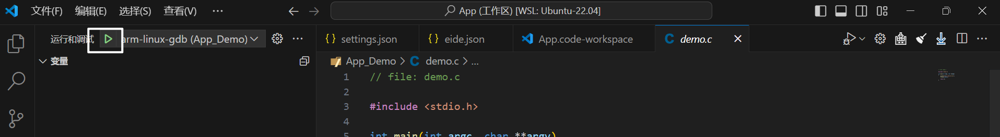 文件(F) 编辑(E) 选择(S) 查看(V) ··· App (工作区) [WSL: Ubuntu-22.04]
运行和调试 arm-linux-gdb (App_Demo) ···
变量
settings.json eide.json App.code-workspace demo.c ···
App_Demo > demo.c > ...
1 // file: demo.c
2
3 #include <stdio.h>
4
5 int main(int argc, char **argv)